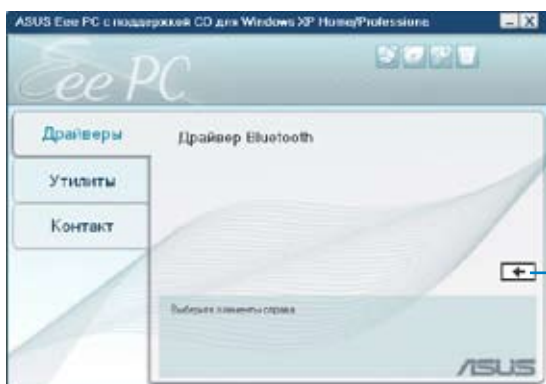 ASUS Eee PC с поддержкой CD для Windows XP Home/Professiona
Eee PC
Драйверы
Драйвер Bluetooth
Утилиты
Контакт
Выберите элементы справа
ASUS